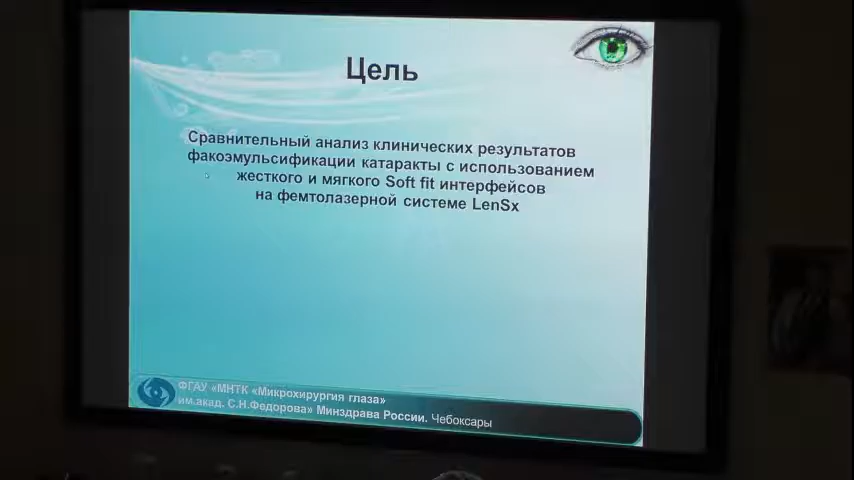 Цель
Сравнительный анализ клинических результатов
факоэмульсификации катаракты с использованием
жесткого и мягкого Soft fit интерфейсов
на фемтолазерной системе LenSx
ФГАУ «МНТК «Микрохирургия глаза»
им.акад. С.Н.Федорова» Минздрава России. Чебоксары